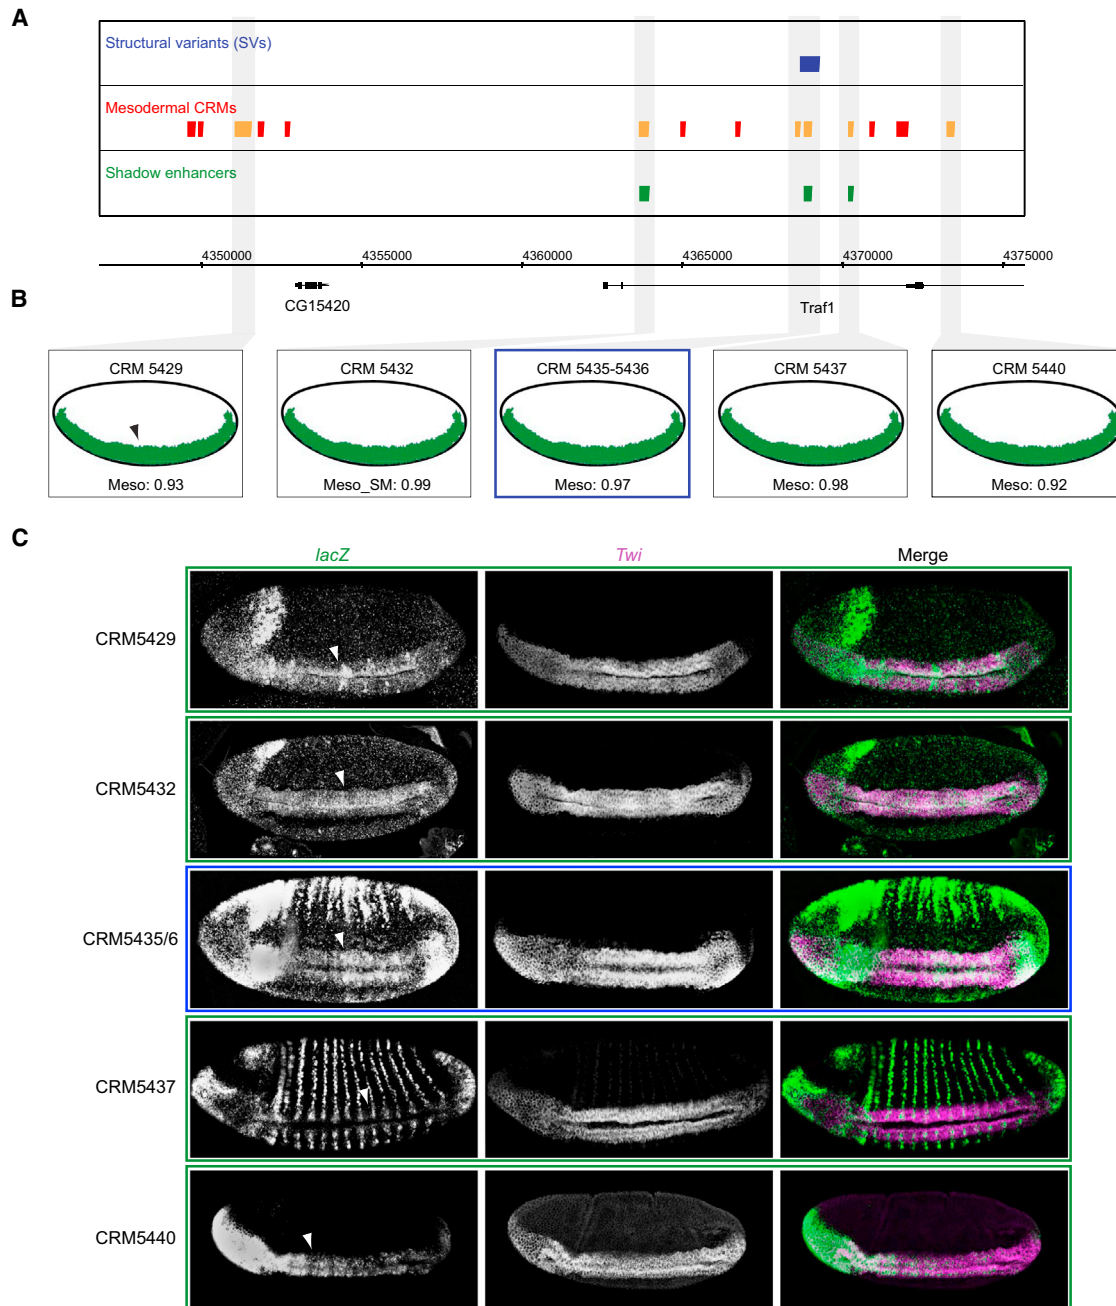 A
Structural variants (SVs)
Mesodermal CRMs
Shadow enhancers
4350000 4355000 4360000 4365000 4370000 4375000
CG15420
Traf1
B
CRM 5429 CRM 5432 CRM 5435-5436 CRM 5437 CRM 5440
Meso: 0.93 Meso_SM: 0.99 Meso: 0.97 Meso: 0.98 Meso: 0.92
C
lacZ Twi Merge
CRM5429
CRM5432
CRM5435/6
CRM5437
CRM5440